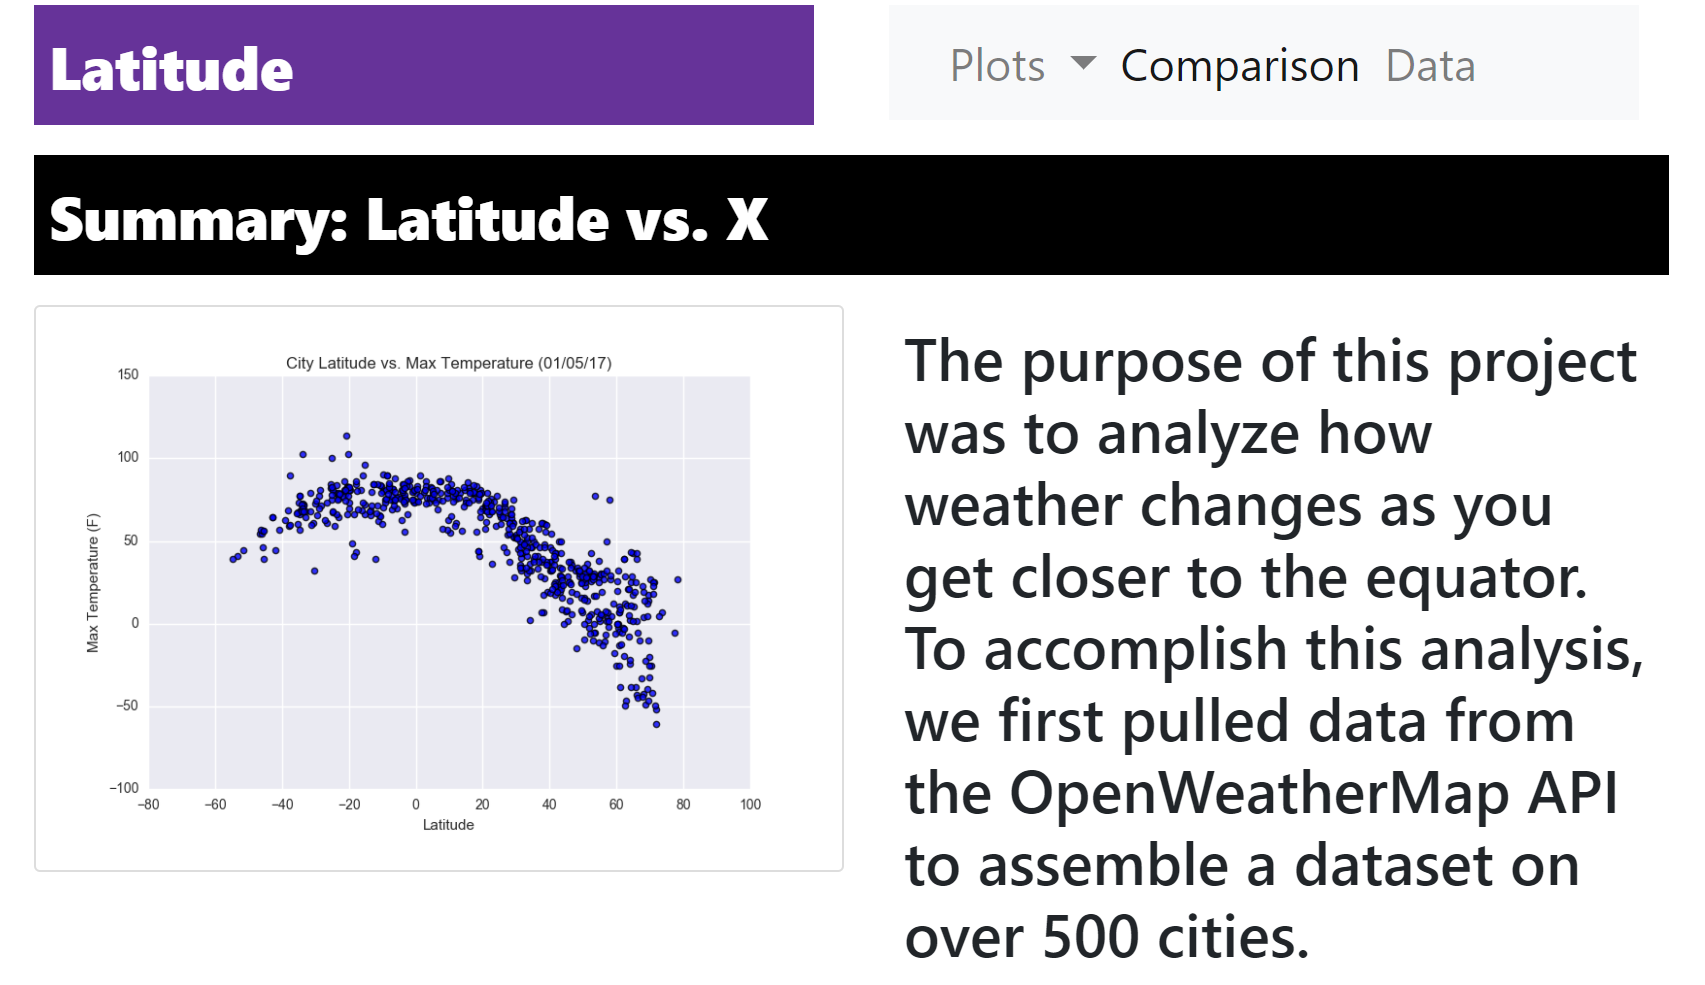 Latitude
Plots Comparison Data
Summary: Latitude vs. X
City Latitude vs. Max Temperature (01/05/17)
150
100
50
0
−50
−100
Max Temperature (F)
−80 −60 −40 −20 0 20 40 60 80 100
Latitude
The purpose of this project
was to analyze how
weather changes as you
get closer to the equator.
To accomplish this analysis,
we first pulled data from
the OpenWeatherMap API
to assemble a dataset on
over 500 cities.